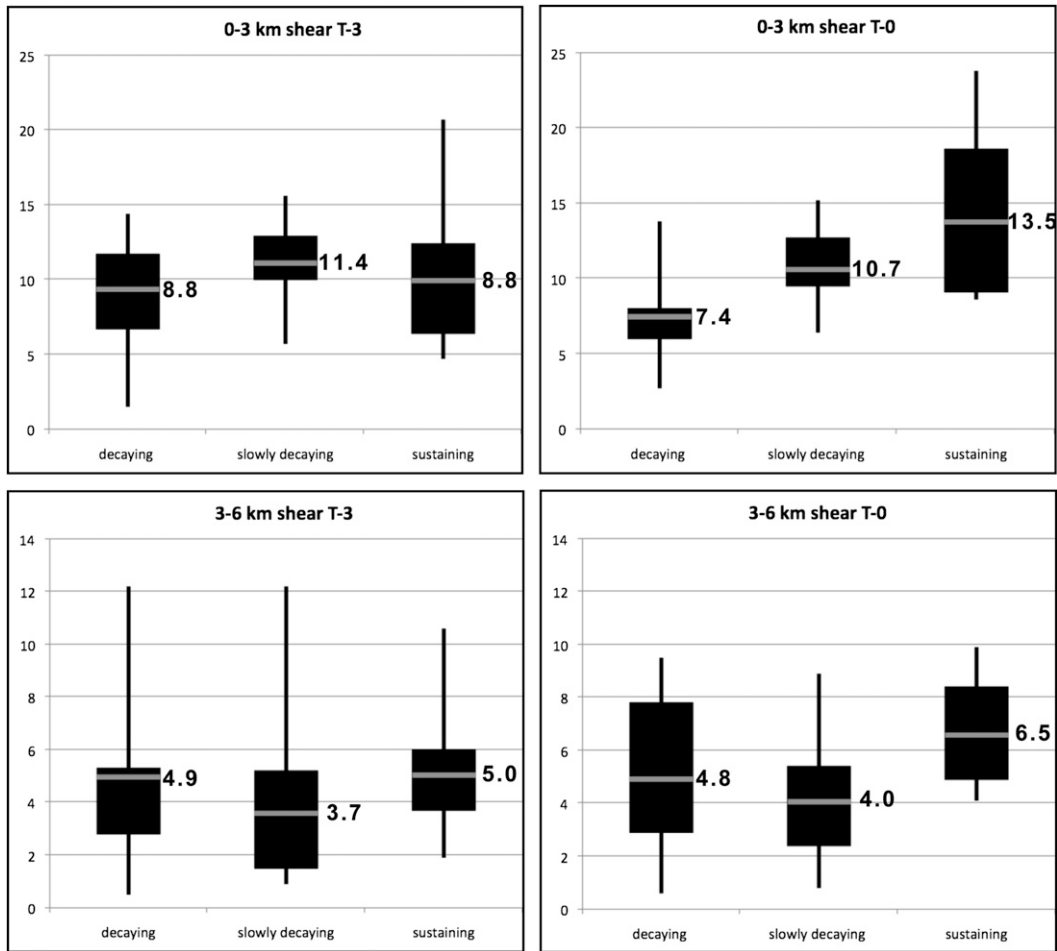 0-3 km shear T-3
25
20
15
10
5
0
8.8
11.4
8.8
decaying
slowly decaying
sustaining
0-3 km shear T-0
25
20
15
10
5
0
7.4
10.7
13.5
decaying
slowly decaying
sustaining
3-6 km shear T-3
14
12
10
8
6
4
2
0
4.9
3.7
5.0
decaying
slowly decaying
sustaining
3-6 km shear T-0
14
12
10
8
6
4
2
0
4.8
4.0
6.5
decaying
slowly decaying
sustaining